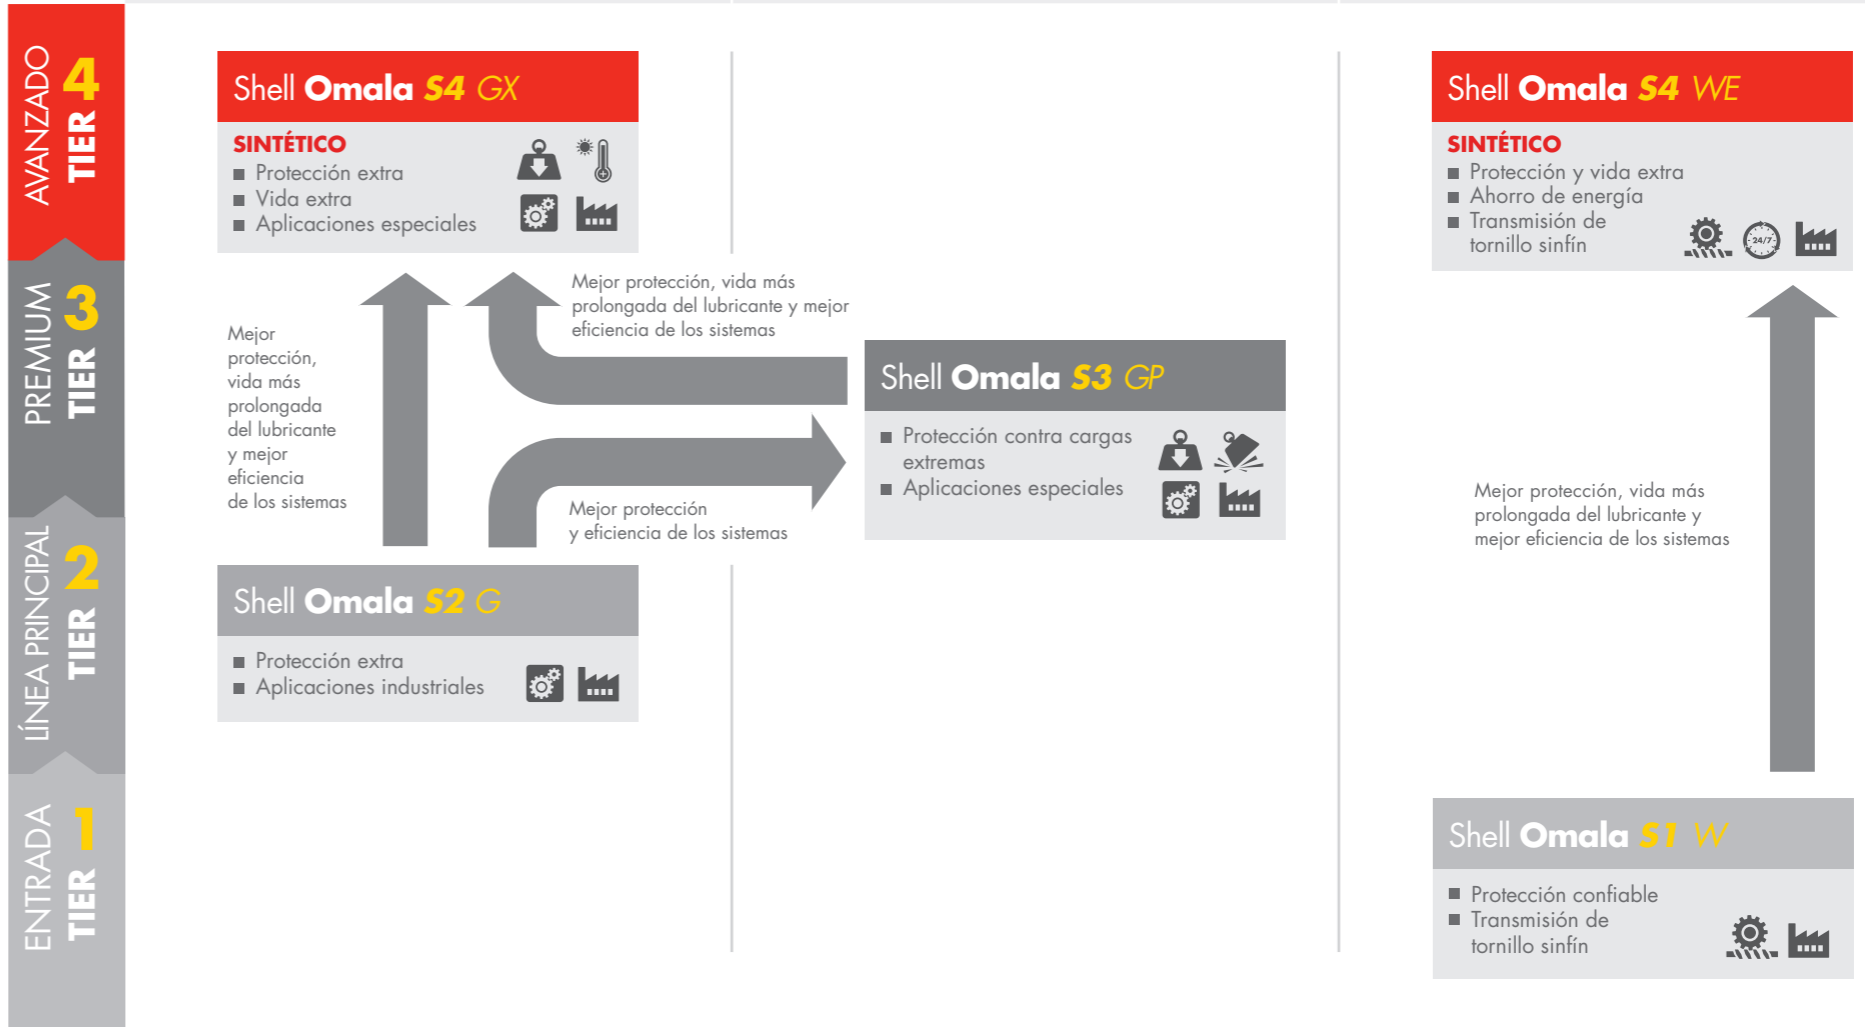 AVANZADO
TIER 4
PREMIUM
TIER 3
LÍNEA PRINCIPAL
TIER 2
ENTRADA
TIER 1
Shell Omala S4 GX
SINTÉTICO
Protección extra
Vida extra
Aplicaciones especiales
Mejor
protección,
vida más
prolongada
del lubricante
y mejor
eficiencia
de los sistemas
Mejor protección, vida más
prolongada del lubricante y mejor
eficiencia de los sistemas
Shell Omala S3 GP
Protección contra cargas
extremas
Aplicaciones especiales
Mejor protección
y eficiencia de los sistemas
Shell Omala S2 G
Protección extra
Aplicaciones industriales
Shell Omala S4 WE
SINTÉTICO
Protección y vida extra
Ahorro de energía
Transmisión de
tornillo sinfín
24/7
Mejor protección, vida más
prolongada del lubricante y
mejor eficiencia de los sistemas
Shell Omala S1 W
Protección confiable
Transmisión de
tornillo sinfín